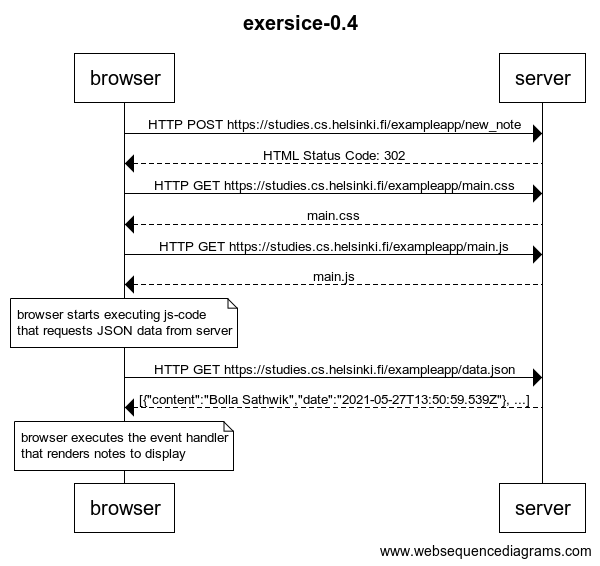 exersice-0.4
browser
server
HTTP POST https://studies.cs.helsinki.fi/exampleapp/new_note
HTML Status Code: 302
HTTP GET https://studies.cs.helsinki.fi/exampleapp/main.css
main.css
HTTP GET https://studies.cs.helsinki.fi/exampleapp/main.js
main.js
browser starts executing js-code
that requests JSON data from server
HTTP GET https://studies.cs.helsinki.fi/exampleapp/data.json
[{"content":"Bolla Sathwik","date":"2021-05-27T13:50:59.539Z"}, ...]
browser executes the event handler
that renders notes to display
browser
server
www.websequencediagrams.com